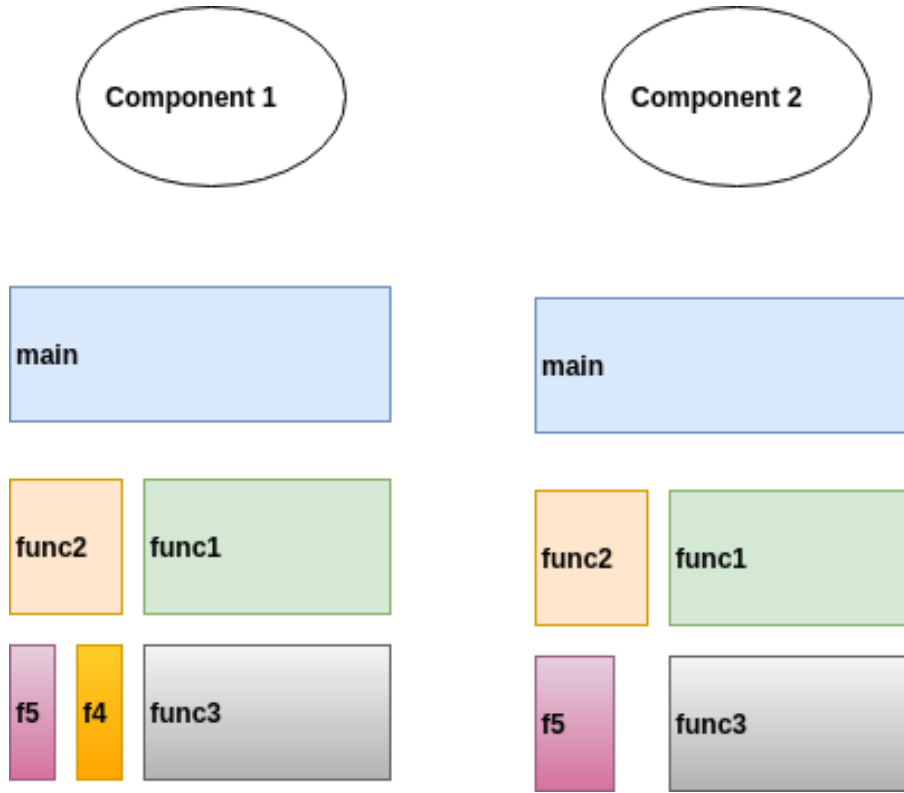 Component 1
Component 2
main
main
func2
func1
func2
func1
f5
f4
func3
f5
func3